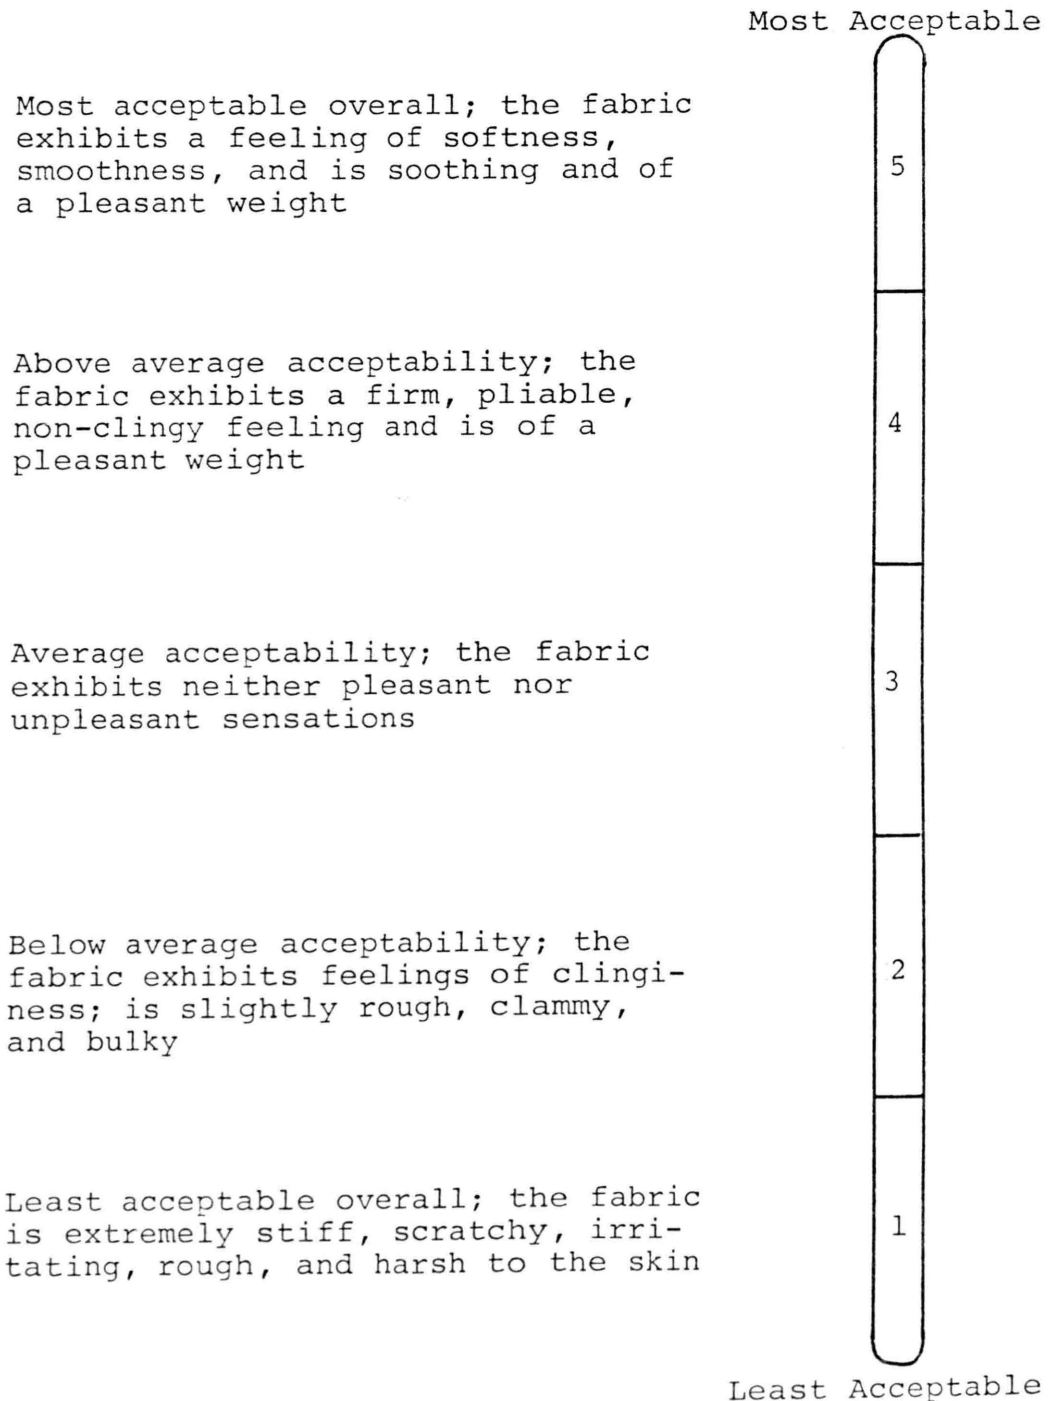 Most Acceptable
Most acceptable overall; the fabric
exhibits a feeling of softness,
smoothness, and is soothing and of
a pleasant weight
5
Above average acceptability; the
fabric exhibits a firm, pliable,
non-clingy feeling and is of a
pleasant weight
4
Average acceptability; the fabric
exhibits neither pleasant nor
unpleasant sensations
3
Below average acceptability; the
fabric exhibits feelings of clingi-
ness; is slightly rough, clammy,
and bulky
2
Least acceptable overall; the fabric
is extremely stiff, scratchy, irri-
tating, rough, and harsh to the skin
1
Least Acceptable